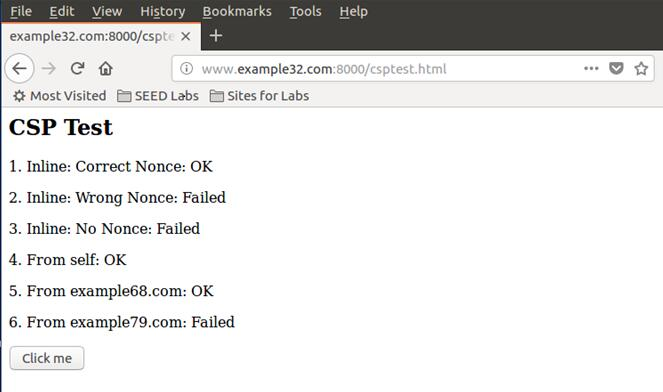 File Edit View History Bookmarks Tools Help
example32.com:8000/cspte
www.example32.com:8000/csptest.html
Most Visited SEED Labs Sites for Labs
CSP Test
1. Inline: Correct Nonce: OK
2. Inline: Wrong Nonce: Failed
3. Inline: No Nonce: Failed
4. From self: OK
5. From example68.com: OK
6. From example79.com: Failed
Click me